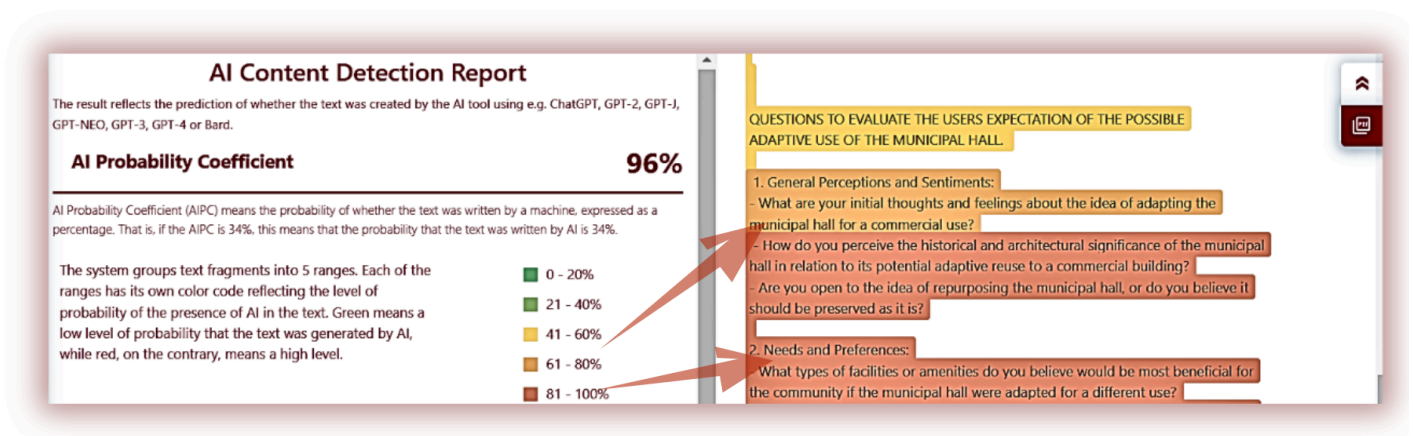 AI Content Detection Report
The result reflects the prediction of whether the text was created by the AI tool using e.g. ChatGPT, GPT-2, GPT-J,
GPT-NEO, GPT-3, GPT-4 or Bard.
AI Probability Coefficient 96%
AI Probability Coefficient (AIPC) means the probability of whether the text was written by a machine, expressed as a
percentage. That is, if the AIPC is 34%, this means that the probability that the text was written by AI is 34%.
The system groups text fragments into 5 ranges. Each of the
ranges has its own color code reflecting the level of
probability of the presence of AI in the text. Green means a
low level of probability that the text was generated by AI,
while red, on the contrary, means a high level.
0 - 20%
21 - 40%
41 - 60%
61 - 80%
81 - 100%
QUESTIONS TO EVALUATE THE USERS EXPECTATION OF THE POSSIBLE
ADAPTIVE USE OF THE MUNICIPAL HALL.
1. General Perceptions and Sentiments:
- What are your initial thoughts and feelings about the idea of adapting the
municipal hall for a commercial use?
- How do you perceive the historical and architectural significance of the municipal
hall in relation to its potential adaptive reuse to a commercial building?
- Are you open to the idea of repurposing the municipal hall, or do you believe it
should be preserved as it is?
2. Needs and Preferences:
- What types of facilities or amenities do you believe would be most beneficial for
the community if the municipal hall were adapted for a different use?
PDF